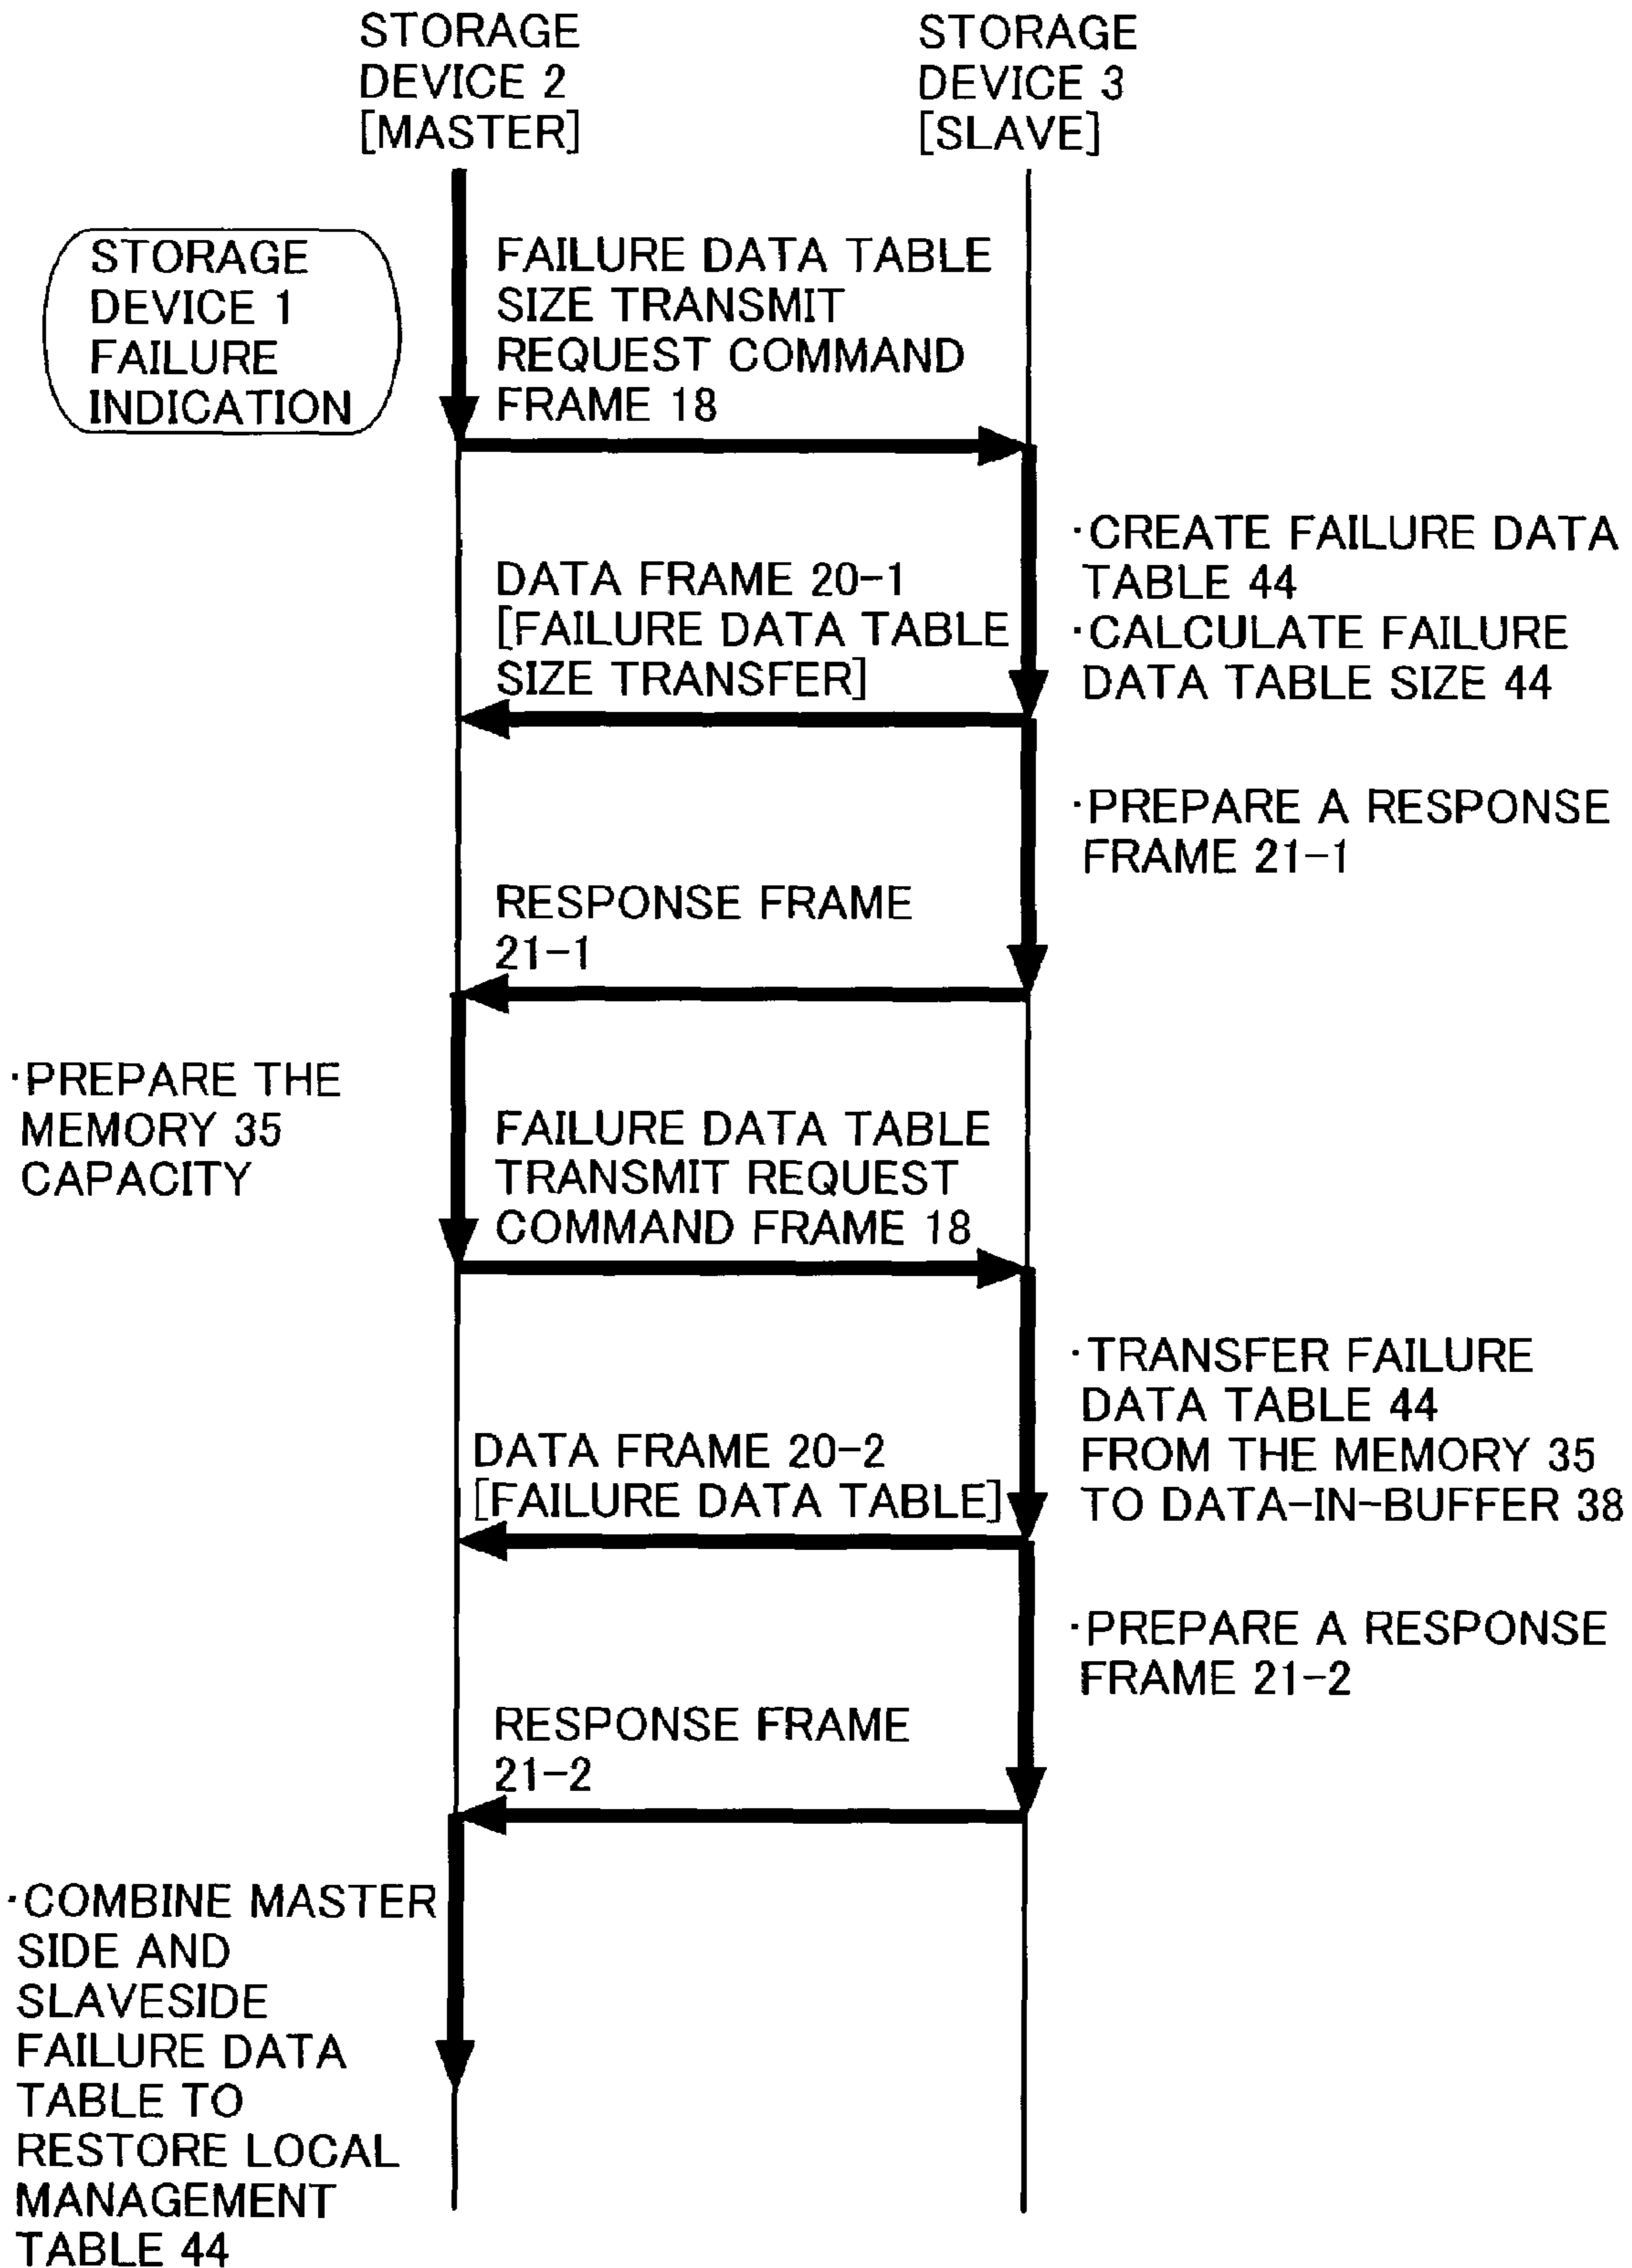 STORAGE
DEVICE 2
[MASTER]
STORAGE
DEVICE 3
[SLAVE]
STORAGE
DEVICE 1
FAILURE
INDICATION
FAILURE DATA TABLE
SIZE TRANSMIT
REQUEST COMMAND
FRAME 18
·CREATE FAILURE DATA
TABLE 44
·CALCULATE FAILURE
DATA TABLE SIZE 44
DATA FRAME 20-1
[FAILURE DATA TABLE
SIZE TRANSFER]
·PREPARE A RESPONSE
FRAME 21-1
RESPONSE FRAME
21-1
·PREPARE THE
MEMORY 35
CAPACITY
FAILURE DATA TABLE
TRANSMIT REQUEST
COMMAND FRAME 18
·TRANSFER FAILURE
DATA TABLE 44
FROM THE MEMORY 35
TO DATA-IN-BUFFER 38
DATA FRAME 20-2
[FAILURE DATA TABLE]
·PREPARE A RESPONSE
FRAME 21-2
RESPONSE FRAME
21-2
·COMBINE MASTER
SIDE AND
SLAVESIDE
FAILURE DATA
TABLE TO
RESTORE LOCAL
MANAGEMENT
TABLE 44